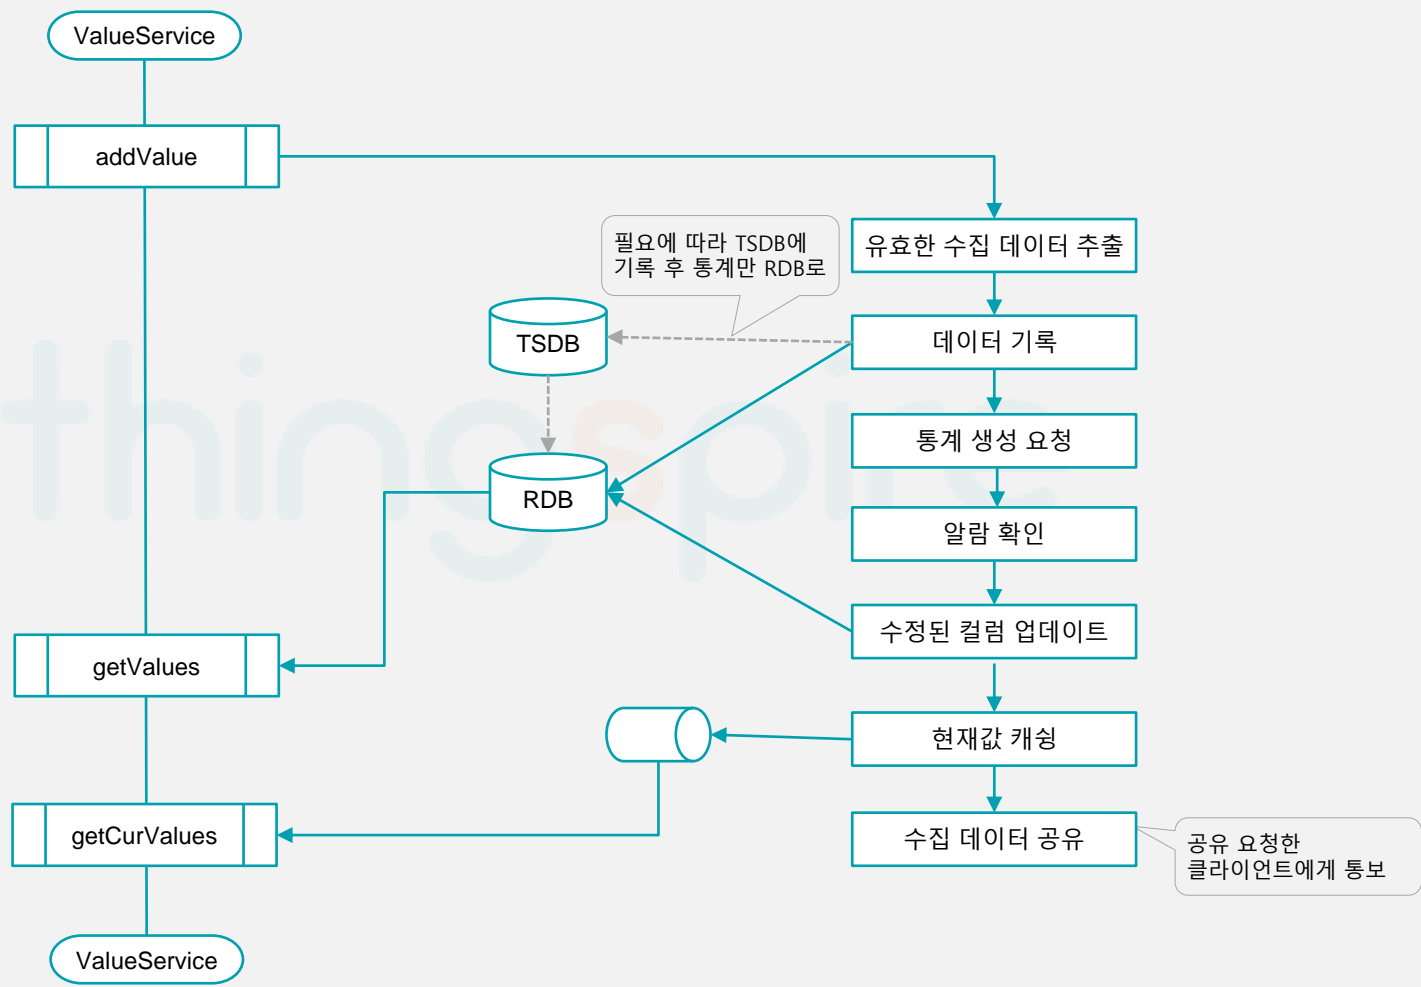 ValueService
addValue
필요에 따라 TSDB에
기록 후 통계만 RDB로
유효한 수집 데이터 추출
TSDB
데이터 기록
통계 생성 요청
RDB
알람 확인
수정된 컬럼 업데이트
getValues
현재값 캐슁
getCurValues
수집 데이터 공유
공유 요청한
클라이언트에게 통보
ValueService
thingspire